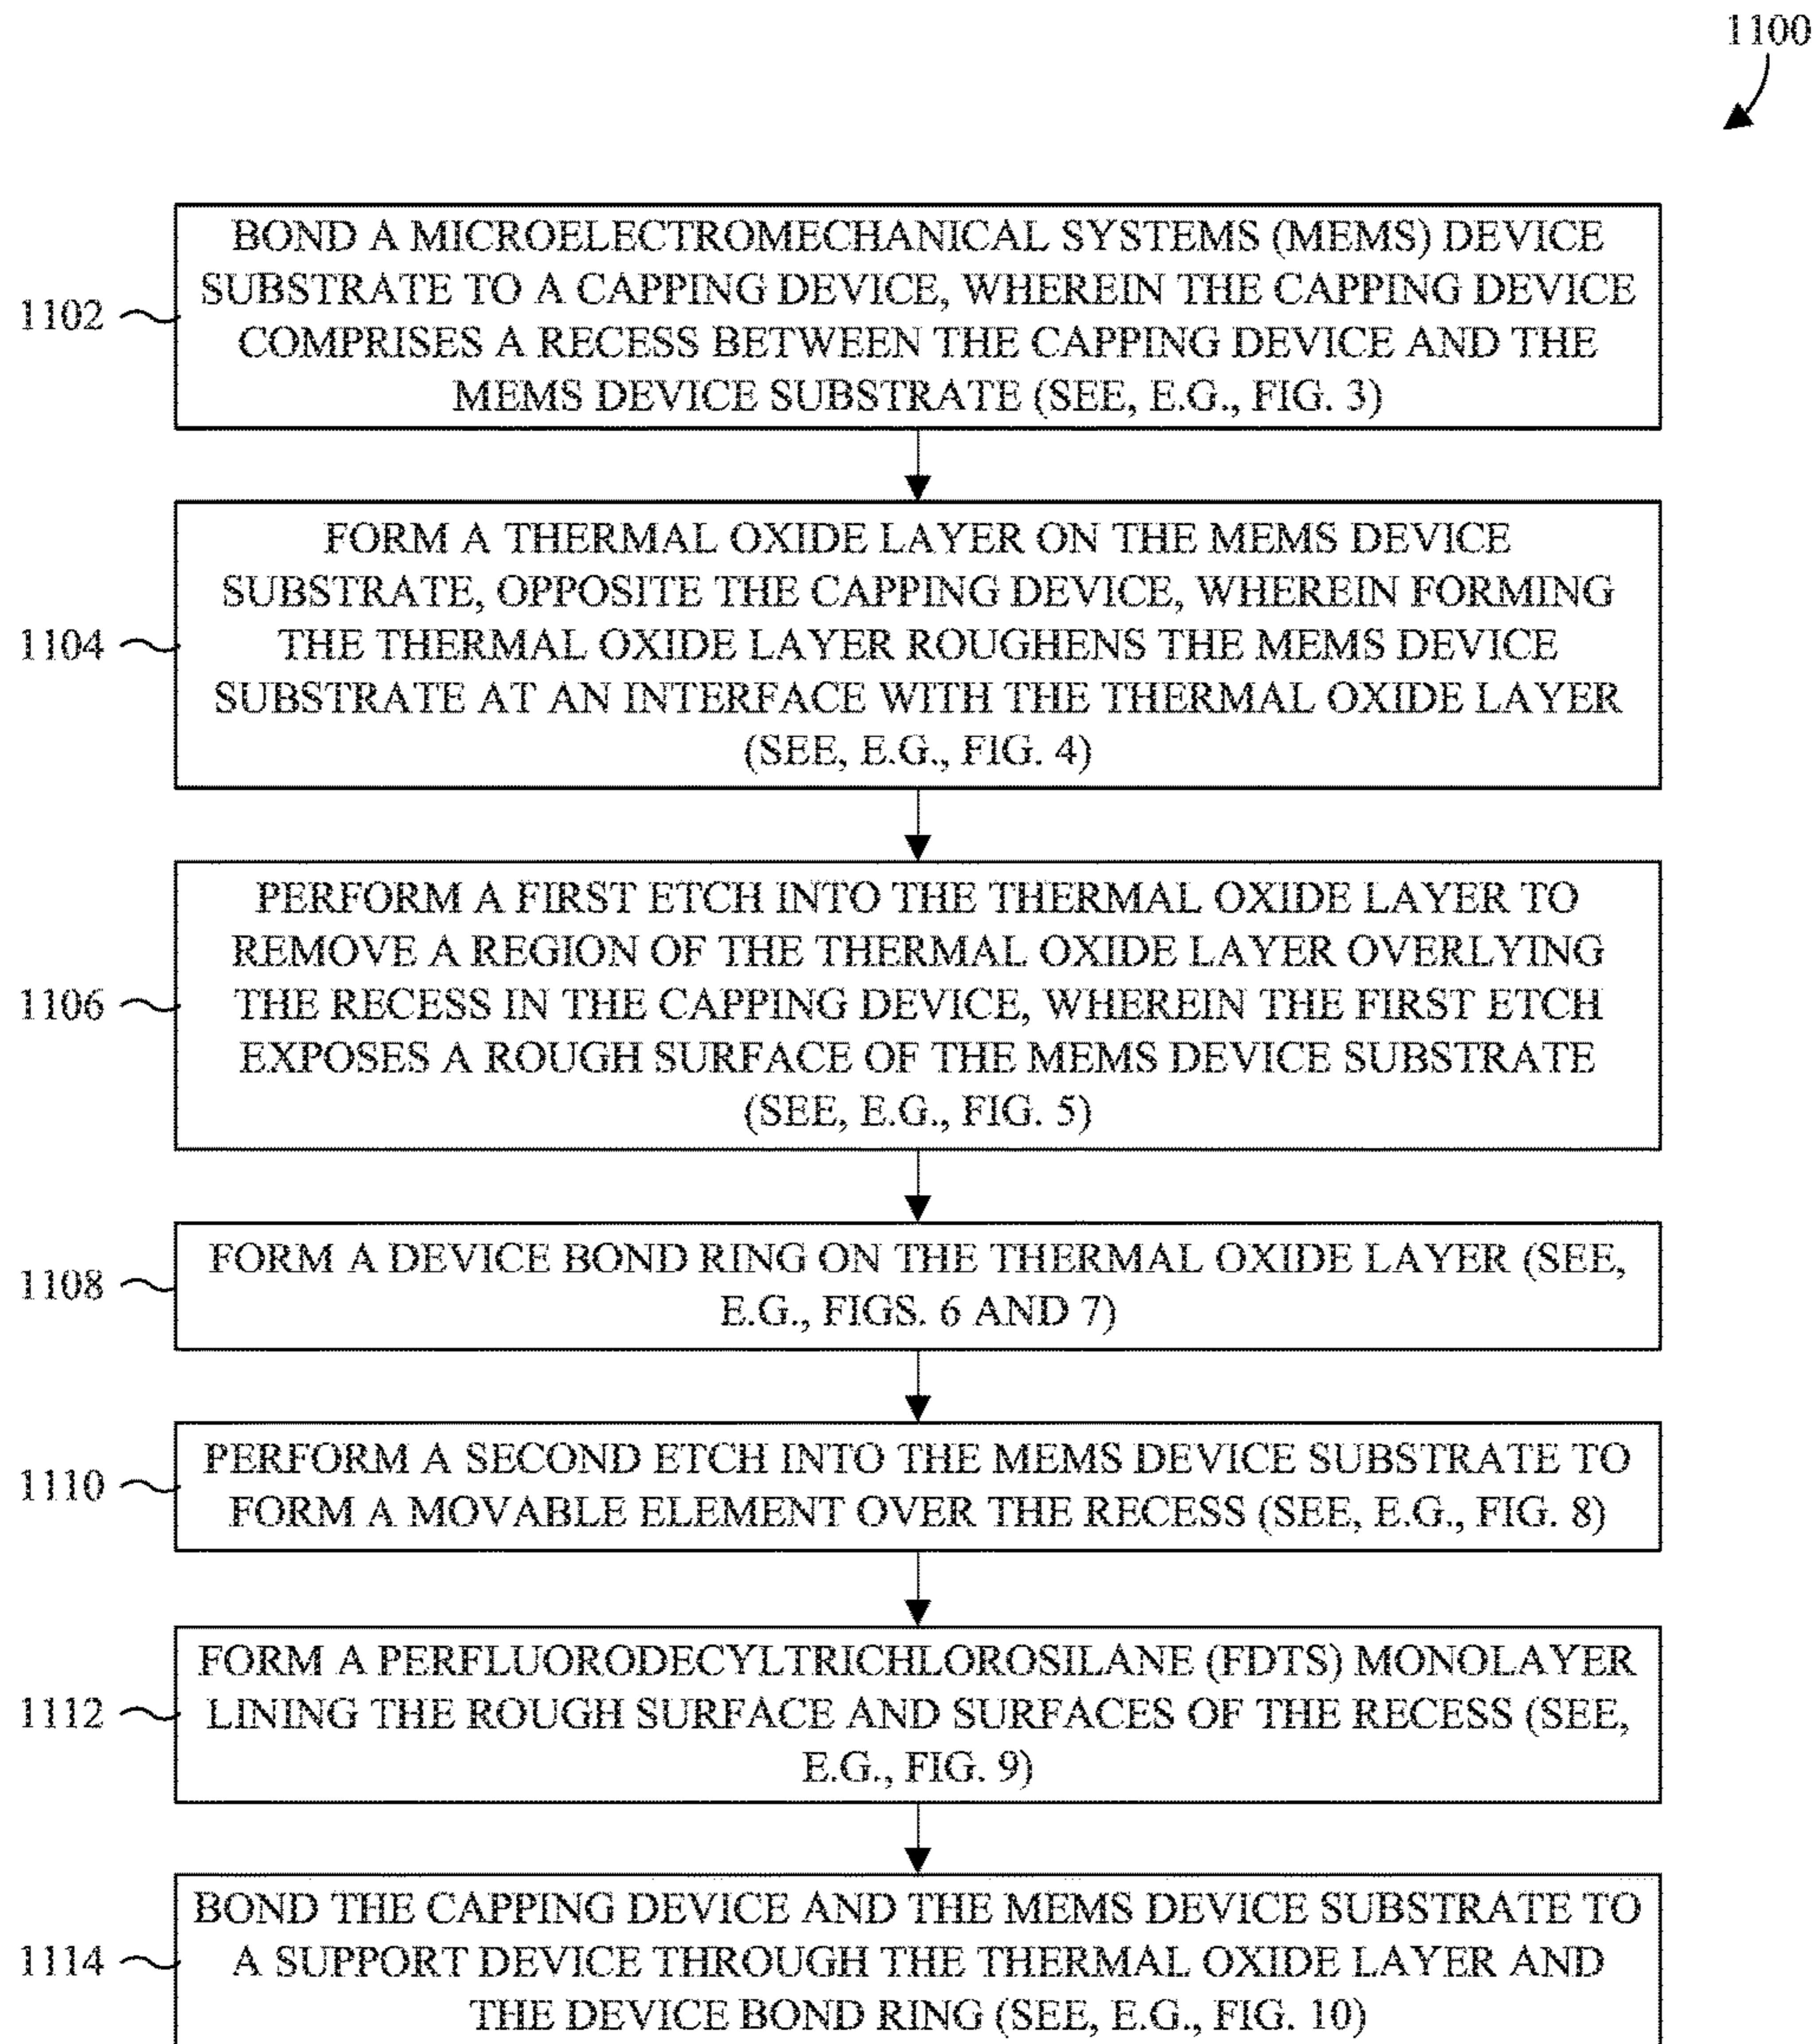 1100
BOND A MICROELECTROMECHANICAL SYSTEMS (MEMS) DEVICE
SUBSTRATE TO A CAPPING DEVICE, WHEREIN THE CAPPING DEVICE
1102
COMPRISES A RECESS BETWEEN THE CAPPING DEVICE AND THE
MEMS DEVICE SUBSTRATE (SEE, E.G., FIG. 3)
FORM A THERMAL OXIDE LAYER ON THE MEMS DEVICE
SUBSTRATE, OPPOSITE THE CAPPING DEVICE, WHEREIN FORMING
1104
THE THERMAL OXIDE LAYER ROUGHENS THE MEMS DEVICE
SUBSTRATE AT AN INTERFACE WITH THE THERMAL OXIDE LAYER
(SEE, E.G., FIG. 4)
PERFORM A FIRST ETCH INTO THE THERMAL OXIDE LAYER TO
REMOVE A REGION OF THE THERMAL OXIDE LAYER OVERLYING
1106
THE RECESS IN THE CAPPING DEVICE, WHEREIN THE FIRST ETCH
EXPOSES A ROUGH SURFACE OF THE MEMS DEVICE SUBSTRATE
(SEE, E.G., FIG. 5)
1108
FORM A DEVICE BOND RING ON THE THERMAL OXIDE LAYER (SEE,
E.G., FIGS. 6 AND 7)
1110
PERFORM A SECOND ETCH INTO THE MEMS DEVICE SUBSTRATE TO
FORM A MOVABLE ELEMENT OVER THE RECESS (SEE, E.G., FIG. 8)
FORM A PERFLUORODECYLTRICHLOROSILANE (FDTS) MONOLAYER
1112
LINING THE ROUGH SURFACE AND SURFACES OF THE RECESS (SEE,
E.G., FIG. 9)
BOND THE CAPPING DEVICE AND THE MEMS DEVICE SUBSTRATE TO
1114
A SUPPORT DEVICE THROUGH THE THERMAL OXIDE LAYER AND
THE DEVICE BOND RING (SEE, E.G., FIG. 10)